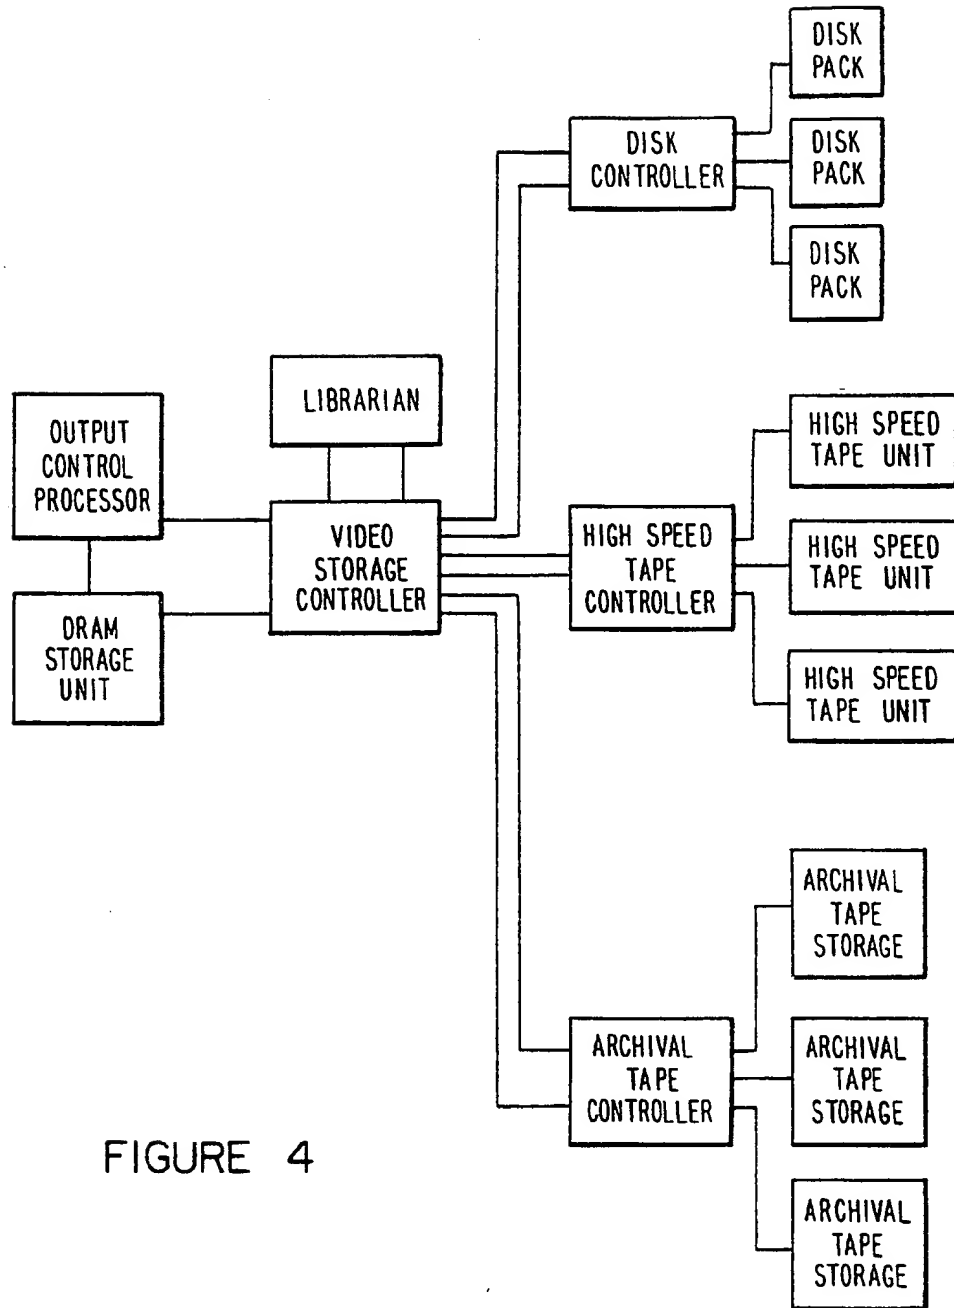 DISK
PACK
DISK
CONTROLLER
DISK
PACK
DISK
PACK
LIBRARIAN
OUTPUT
CONTROL
PROCESSOR
HIGH SPEED
TAPE UNIT
VIDEO
STORAGE
CONTROLLER
HIGH SPEED
TAPE
CONTROLLER
HIGH SPEED
TAPE UNIT
DRAM
STORAGE
UNIT
HIGH SPEED
TAPE UNIT
ARCHIVAL
TAPE
STORAGE
ARCHIVAL
TAPE
CONTROLLER
ARCHIVAL
TAPE
STORAGE
ARCHIVAL
TAPE
STORAGE
FIGURE 4